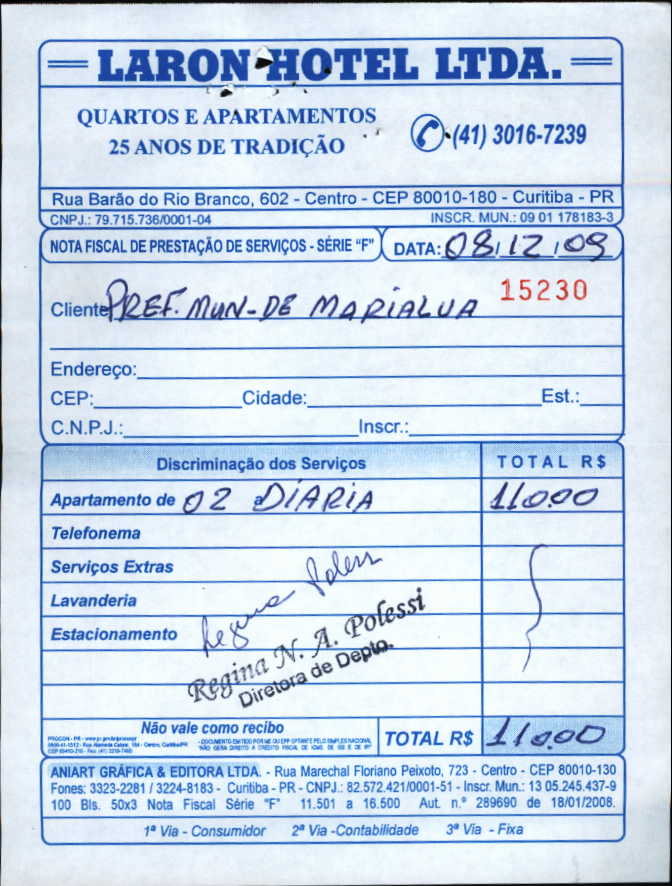 LARON HOTEL LTDA.
QUARTOS E APARTAMENTOS
25 ANOS DE TRADIÇÃO
(41) 3016-7239
Rua Barão do Rio Branco, 602 - Centro - CEP 80010-180 - Curitiba - PR
CNPJ.: 79.715.736/0001-04 INSCR. MUN.: 09 01 178183-3
NOTA FISCAL DE PRESTAÇÃO DE SERVIÇOS - SÉRIE "F" DATA: 08/12/09
15230
Cliente PREF. MUN-DE MARIALUA
Endereço:
CEP: Cidade: Est.:
C.N.P.J.: Inscr.:
Discriminação dos Serviços TOTAL R$
Apartamento de 02 a DIARIA 110,00
Telefonema
Serviços Extras
Lavanderia
Estacionamento
Regina Polessi
Regina N. A. Polessi
Diretora de Depto.
Não vale como recibo
TOTAL R$ 110,00
ANIART GRÁFICA & EDITORA LTDA. - Rua Marechal Floriano Peixoto, 723 - Centro - CEP 80010-130
Fones: 3323-2281 / 3224-8183 - Curitiba - PR - CNPJ.: 82.572.421/0001-51 - Inscr. Mun.: 13 05.245.437-9
100 Bls. 50x3 Nota Fiscal Série "F" 11.501 a 16.500 Aut. n.º 289690 de 18/01/2008.
1ª Via - Consumidor 2ª Via -Contabilidade 3ª Via - Fixa